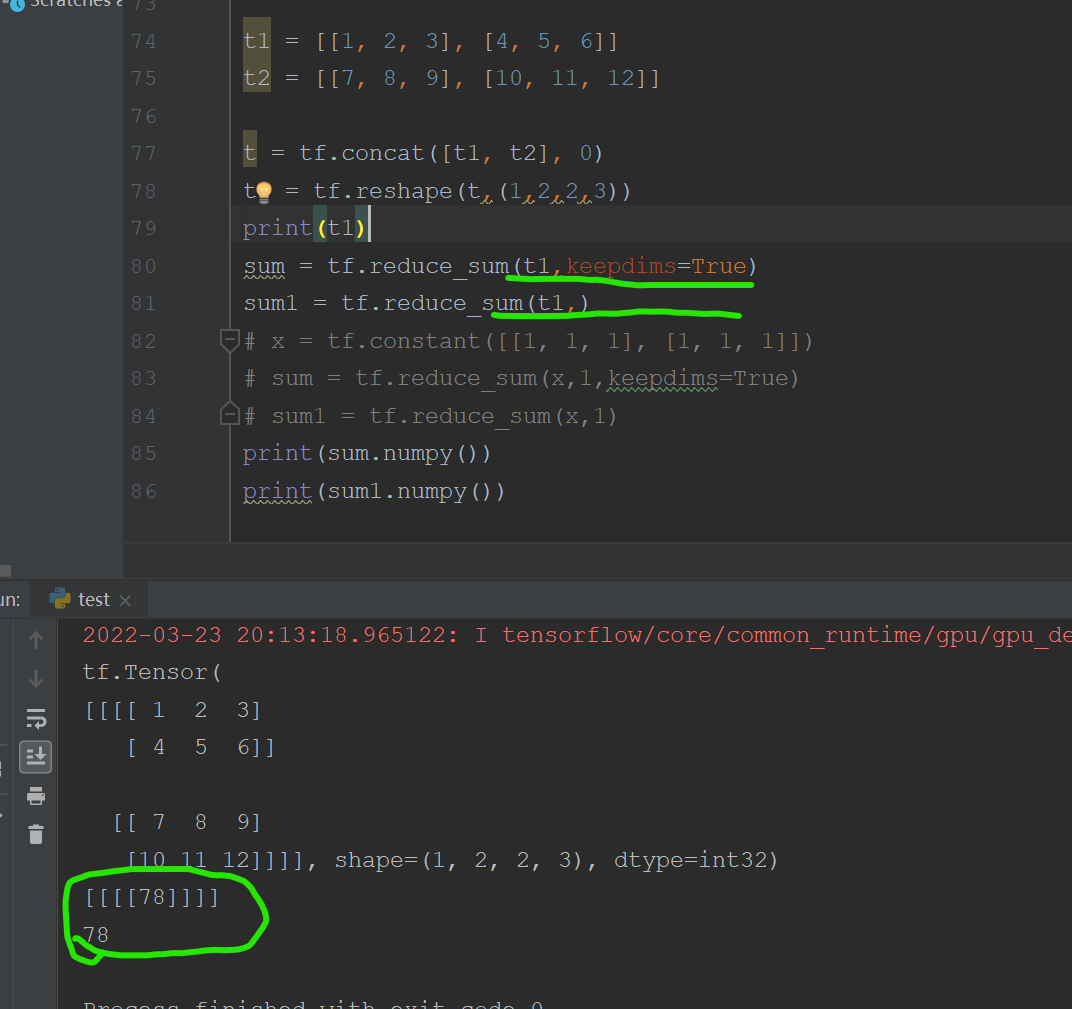 Scratches a
73
74 t1 = [[1, 2, 3], [4, 5, 6]]
75 t2 = [[7, 8, 9], [10, 11, 12]]
76
77 t = tf.concat([t1, t2], 0)
78 t = tf.reshape(t,(1,2,2,3))
79 print(t1)
80 sum = tf.reduce_sum(t1,keepdims=True)
81 sum1 = tf.reduce_sum(t1,)
82 # x = tf.constant([[1, 1, 1], [1, 1, 1]])
83 # sum = tf.reduce_sum(x,1,keepdims=True)
84 # sum1 = tf.reduce_sum(x,1)
85 print(sum.numpy())
86 print(sum1.numpy())
un: test ×
2022-03-23 20:13:18.965122: I tensorflow/core/common_runtime/gpu/gpu_de
tf.Tensor(
[[[[ 1 2 3]
[ 4 5 6]]
[[ 7 8 9]
[10 11 12]]]], shape=(1, 2, 2, 3), dtype=int32)
[[[[78]]]]
78
Process finished with exit code 0